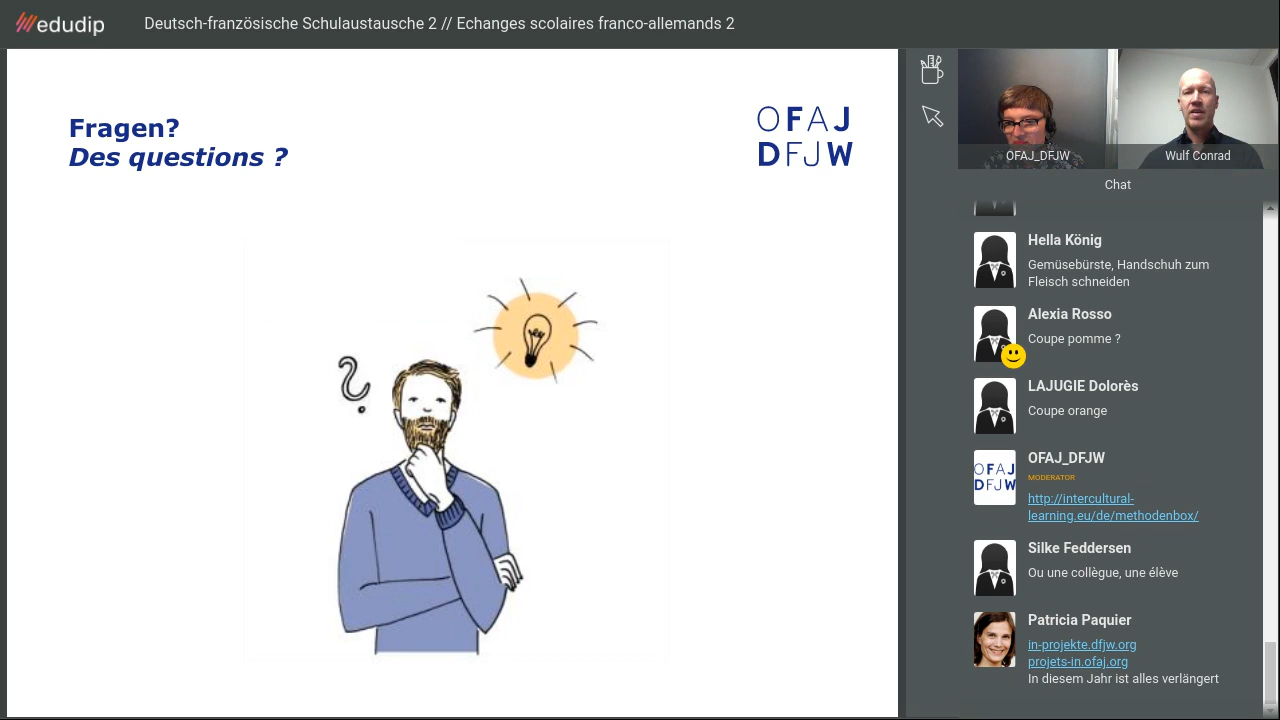 edudip
Deutsch-französische Schulaustausche 2 // Echanges scolaires franco-allemands 2
Fragen?
Des questions ?
OFAJ
DFJW
OFAJ_DFJW
Wulf Conrad
Chat
Hella König
Gemüsebürste, Handschuh zum
Fleisch schneiden
Alexia Rosso
Coupe pomme ?
LAJUGIE Dolorès
Coupe orange
OFAJ
DFJW
OFAJ_DFJW
MODERATOR
http://intercultural-
learning.eu/de/methodenbox/
Silke Feddersen
Ou une collègue, une élève
Patricia Paquier
in-projekte.dfjw.org
projets-in.ofaj.org
In diesem Jahr ist alles verlängert